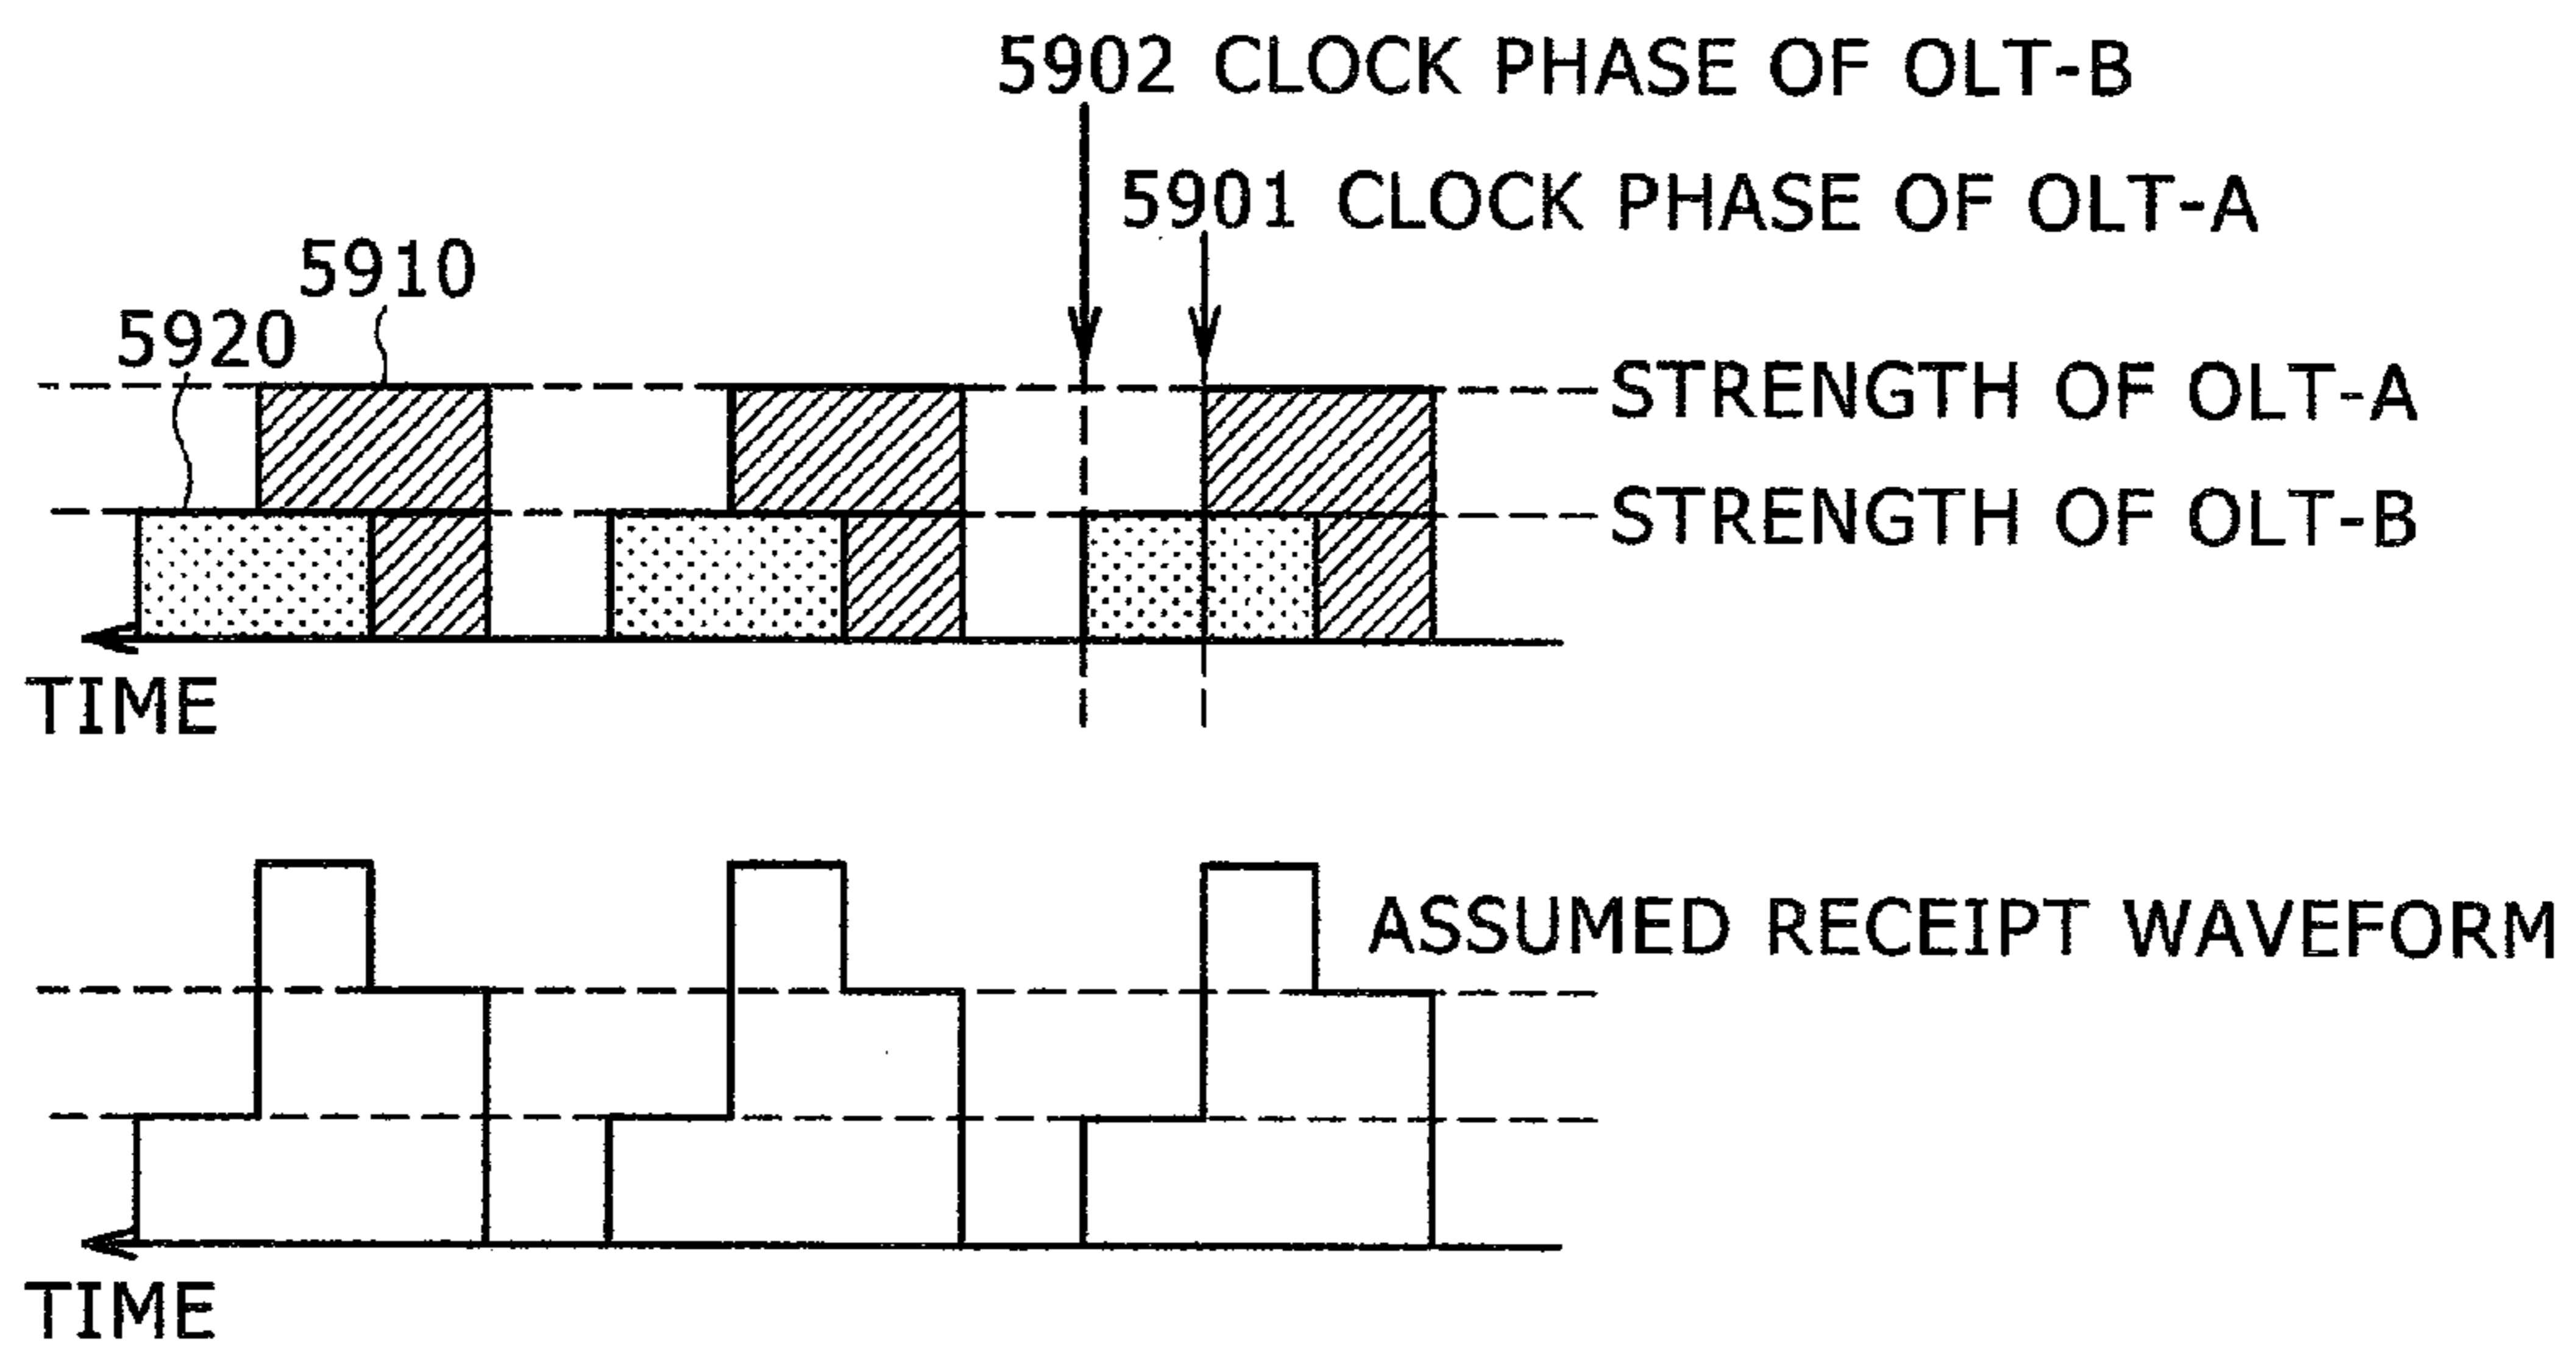 5902 CLOCK PHASE OF OLT-B
5901 CLOCK PHASE OF OLT-A
5910
5920
STRENGTH OF OLT-A
STRENGTH OF OLT-B
TIME
ASSUMED RECEIPT WAVEFORM
TIME